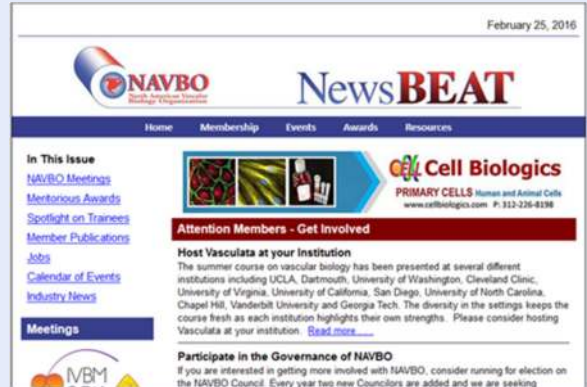 February 25, 2016
NAVBO
North American Vascular
Biology Organization
NewsBEAT
Home Membership Events Awards Resources
In This Issue
NAVBO Meetings
Meritorious Awards
Spotlight on Trainees
Member Publications
Jobs
Calendar of Events
Industry News
Meetings
IVBM
Cell Biologics
PRIMARY CELLS Human and Animal Cells
www.cellbiologics.com P: 312-226-8198
Attention Members - Get Involved
Host Vasculata at your Institution
The summer course on vascular biology has been presented at several different
institutions including UCLA, Dartmouth, University of Washington, Cleveland Clinic,
University of Virginia, University of California, San Diego, University of North Carolina,
Chapel Hill, Vanderbilt University and Georgia Tech. The diversity in the settings keeps the
course fresh as each institution highlights their own strengths. Please consider hosting
Vasculata at your institution. Read more......
Participate in the Governance of NAVBO
If you are interested in getting more involved with NAVBO, consider running for election on
the NAVBO Council. Every year two new Councilors are added and we are seeking